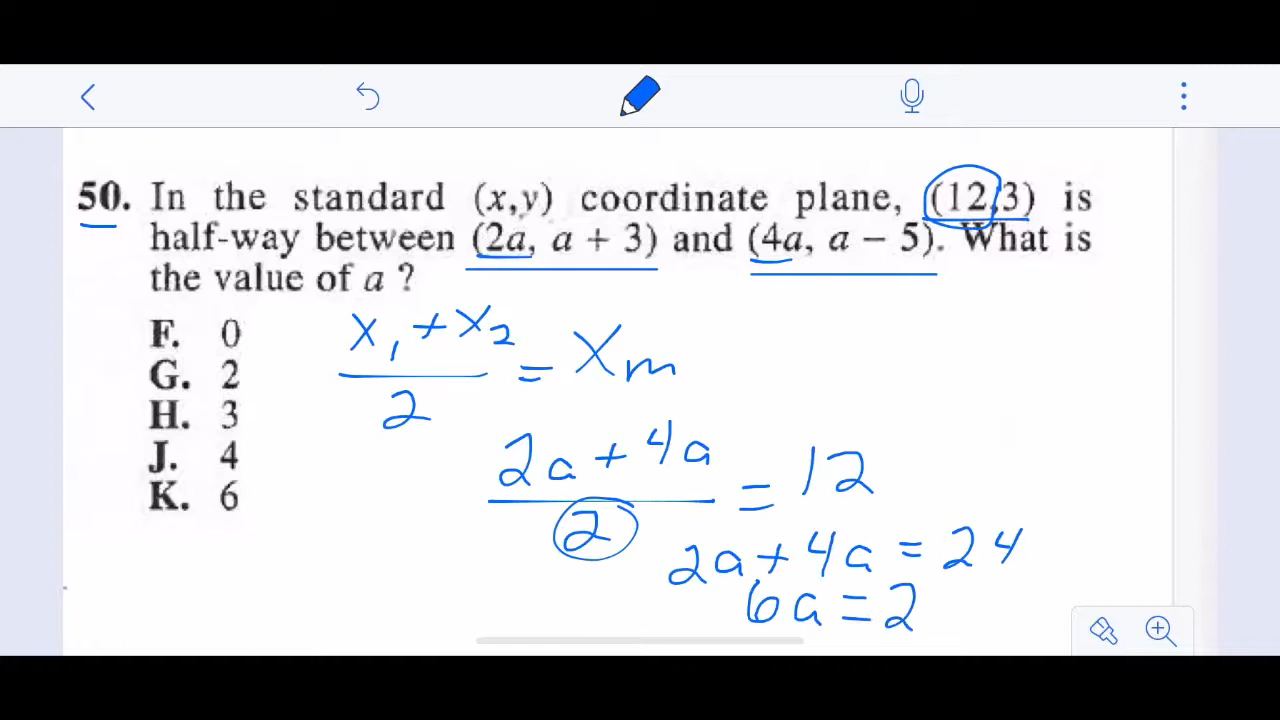 50. In the standard (x,y) coordinate plane, (12,3) is
half-way between (2a, a + 3) and (4a, a − 5). What is
the value of a ?
F. 0
G. 2
H. 3
J. 4
K. 6
x₁ + x₂
—
2
= xₘ
2a + 4a
—
2
= 12
2a + 4a = 24
6a = 2